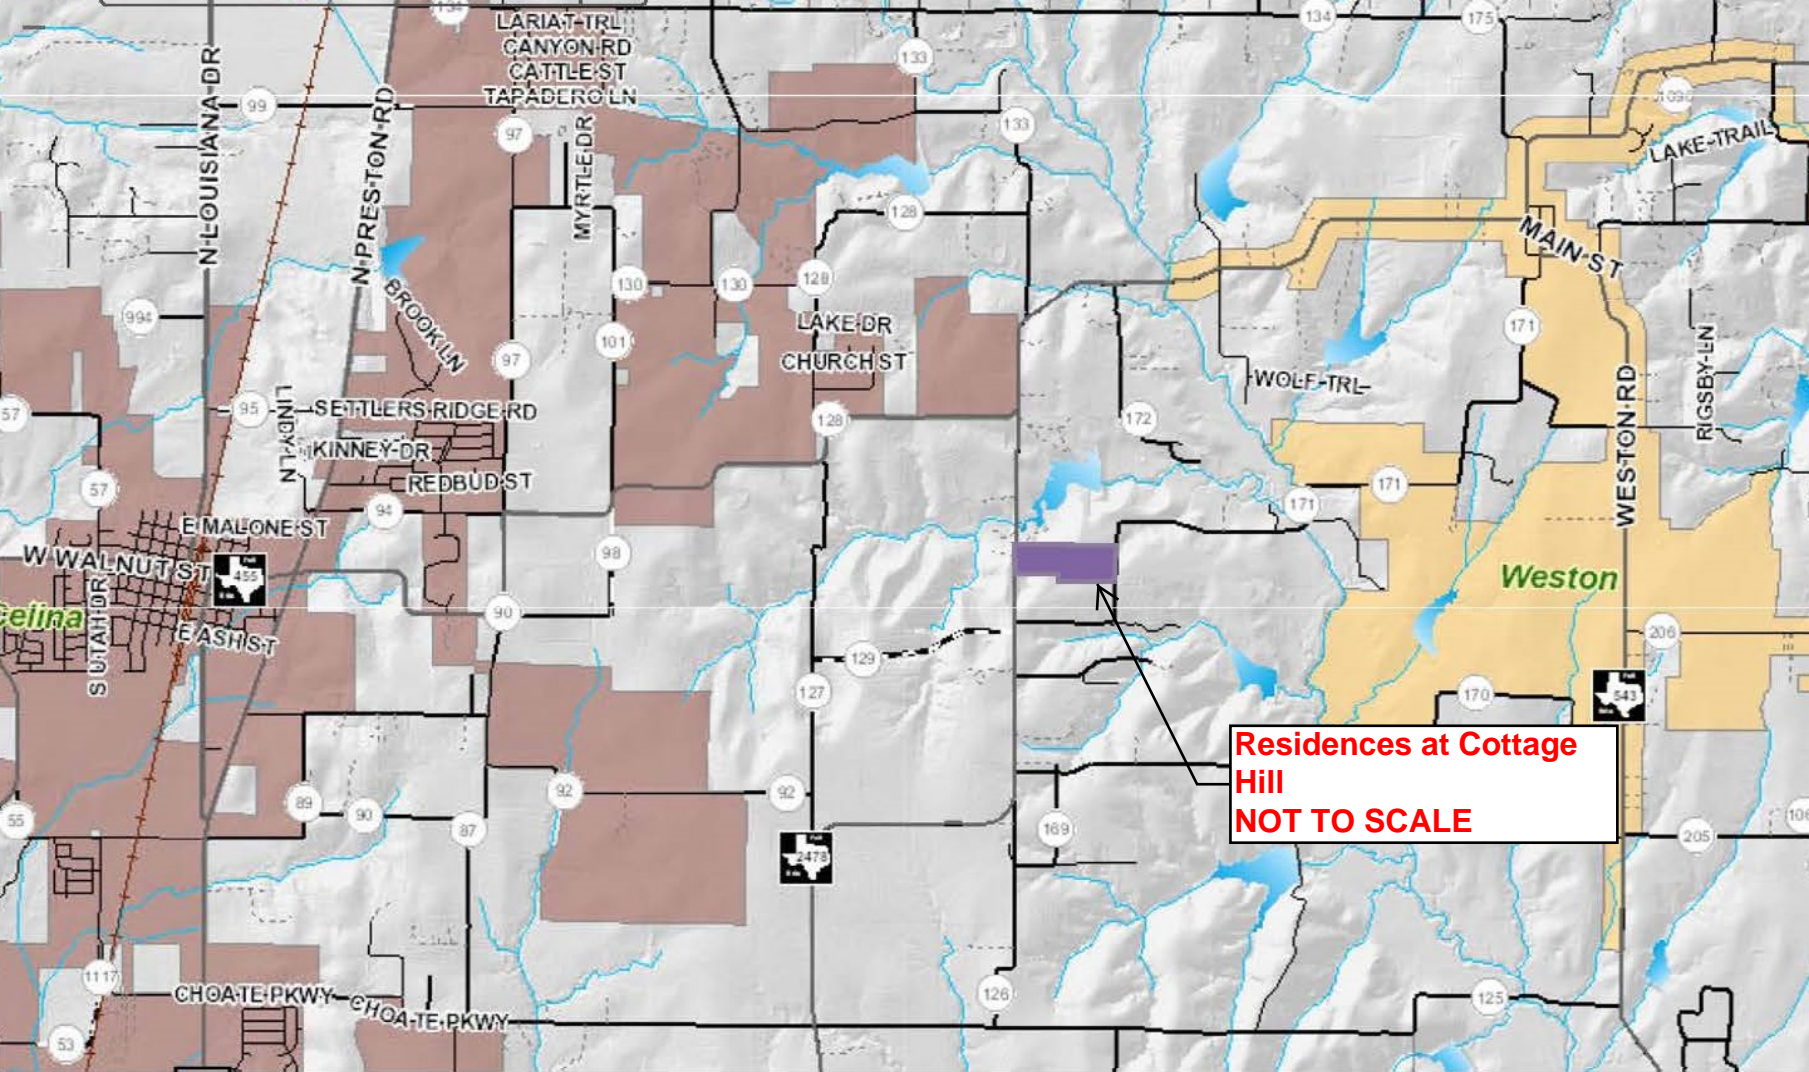 134
LARIAT TRL
CANYON RD
CATTLE ST
TAPADERO LN
133
134
175
N LOUISIANA DR
99
N PRESTON RD
97
MYRTLE DR
133
LAKE-TRAIL
128
MAIN ST
994
BROOK LN
130
130
128
101
97
LAKE DR
CHURCH ST
171
WOLF-TRL
RIGSBY-LN
57
95
SETTLERS RIDGE RD
LINDY-LN
KINNEY-DR
REDBUD ST
128
172
WESTON RD
57
94
E MALONE ST
171
171
W WALNUT ST
455
98
Weston
Celina
S UTAH DR
E ASH ST
90
129
127
206
170
543
Residences at Cottage
Hill
NOT TO SCALE
55
89
90
87
92
92
2478
169
205
106
1117
CHOATE-PKWY
CHOATE-PKWY
126
125
53